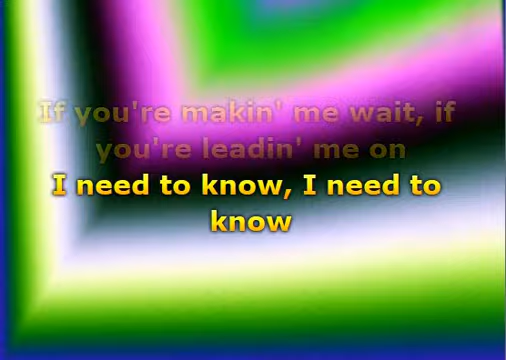 If you're makin' me wait, if
you're leadin' me on
I need to know, I need to
know